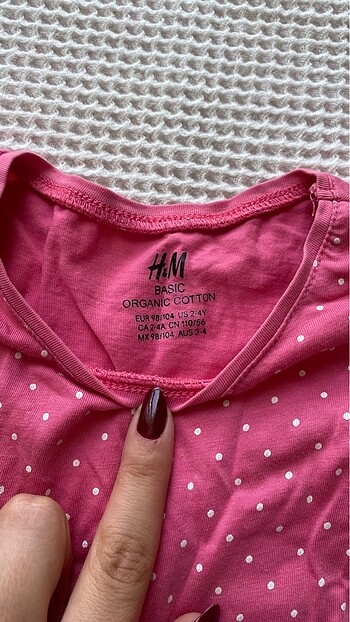 H&M
BASIC
ORGANIC COTTON
EUR 98/104 US 2-4Y
CA 2-4A CN 110/56
MX 98/104 AUS 3-4